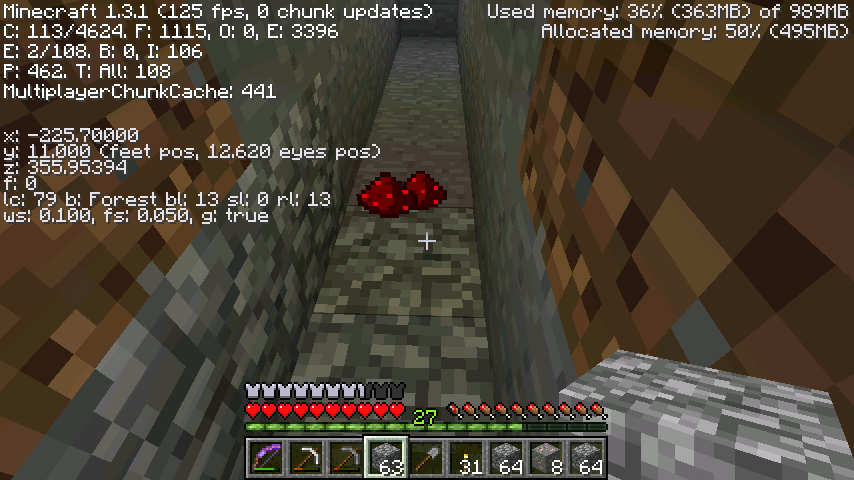 Minecraft 1.3.1 (125 fps, 0 chunk updates)
C: 113/4624. F: 1115, O: 0, E: 3396
E: 2/108. B: 0, I: 106
P: 462. T: All: 108
MultiplayerChunkCache: 441
x: -325.70000
y: 11.000 (feet pos, 12.620 eyes pos)
z: 355.95394
f: 0
lc: 79 b: Forest bl: 13 sl: 0 rl: 13
ws: 0.100, fs: 0.050, g: true
Used memory: 36% (363MB) of 989MB
Allocated memory: 50% (495MB)
27
63 31 64 8 64